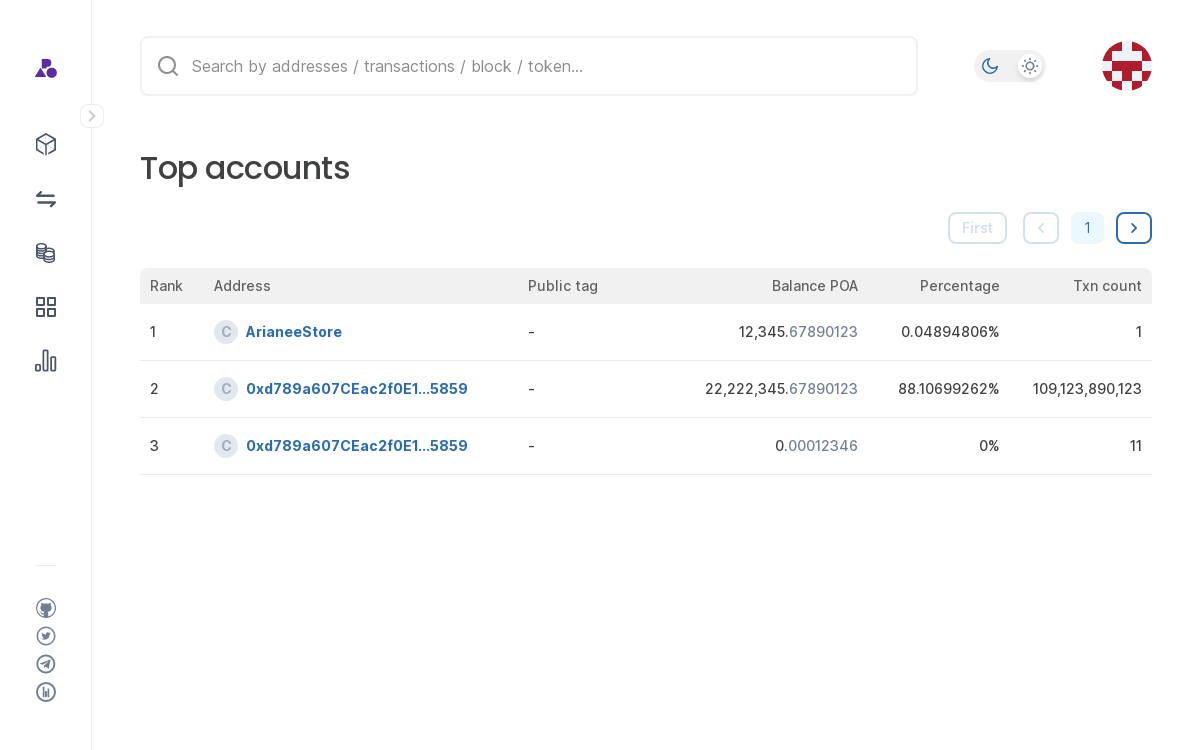 Search by addresses / transactions / block / token...
Top accounts
First 1
Rank Address Public tag Balance POA Percentage Txn count
1 C ArianeeStore - 12,345.67890123 0.04894806% 1
2 C 0xd789a607CEac2f0E1...5859 - 22,222,345.67890123 88.10699262% 109,123,890,123
3 C 0xd789a607CEac2f0E1...5859 - 0.00012346 0% 11